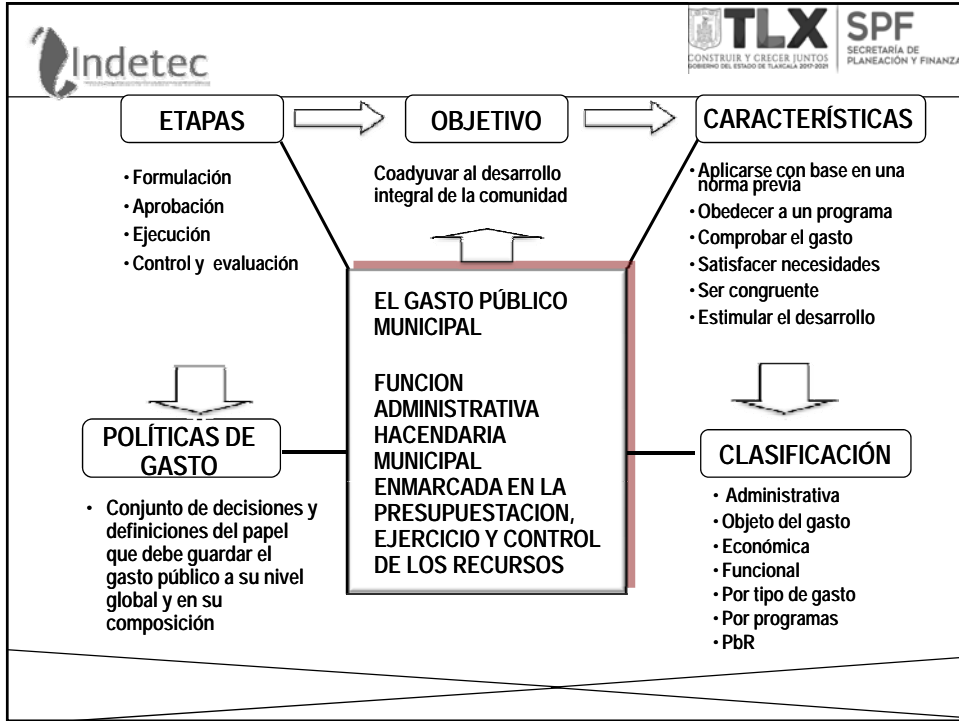 Indetec
TLX
CONSTRUIR Y CRECER JUNTOS
GOBIERNO DEL ESTADO DE TLAXCALA 2017-2021
SPF
SECRETARÍA DE
PLANEACIÓN Y FINANZA
ETAPAS
OBJETIVO
CARACTERÍSTICAS
• Formulación
• Aprobación
• Ejecución
• Control y evaluación
Coadyuvar al desarrollo
integral de la comunidad
• Aplicarse con base en una
norma previa
• Obedecer a un programa
• Comprobar el gasto
• Satisfacer necesidades
• Ser congruente
• Estimular el desarrollo
EL GASTO PÚBLICO
MUNICIPAL
FUNCION
ADMINISTRATIVA
HACENDARIA
MUNICIPAL
ENMARCADA EN LA
PRESUPUESTACION,
EJERCICIO Y CONTROL
DE LOS RECURSOS
POLÍTICAS DE
GASTO
• Conjunto de decisiones y
definiciones del papel
que debe guardar el
gasto público a su nivel
global y en su
composición
CLASIFICACIÓN
• Administrativa
• Objeto del gasto
• Económica
• Funcional
• Por tipo de gasto
• Por programas
• PbR